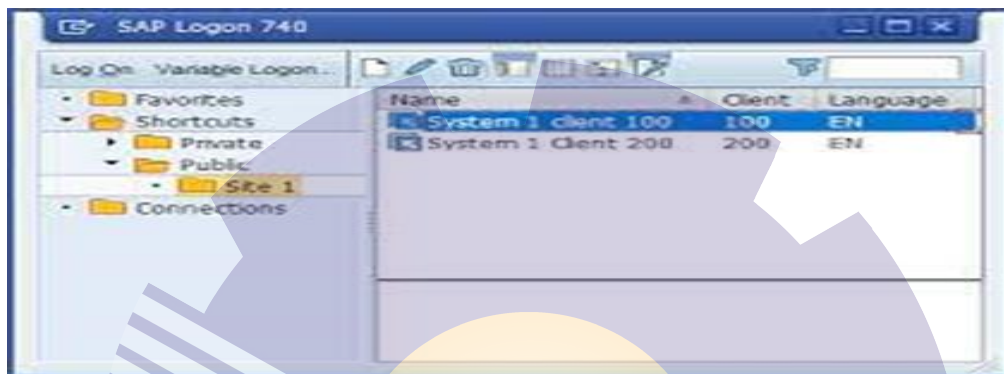 SAP Logon 740
Log On Variable Logon...
Favorites
Shortcuts
Private
Public
Site 1
Connections
Name Client Language
System 1 client 100 100 EN
System 1 Client 200 200 EN